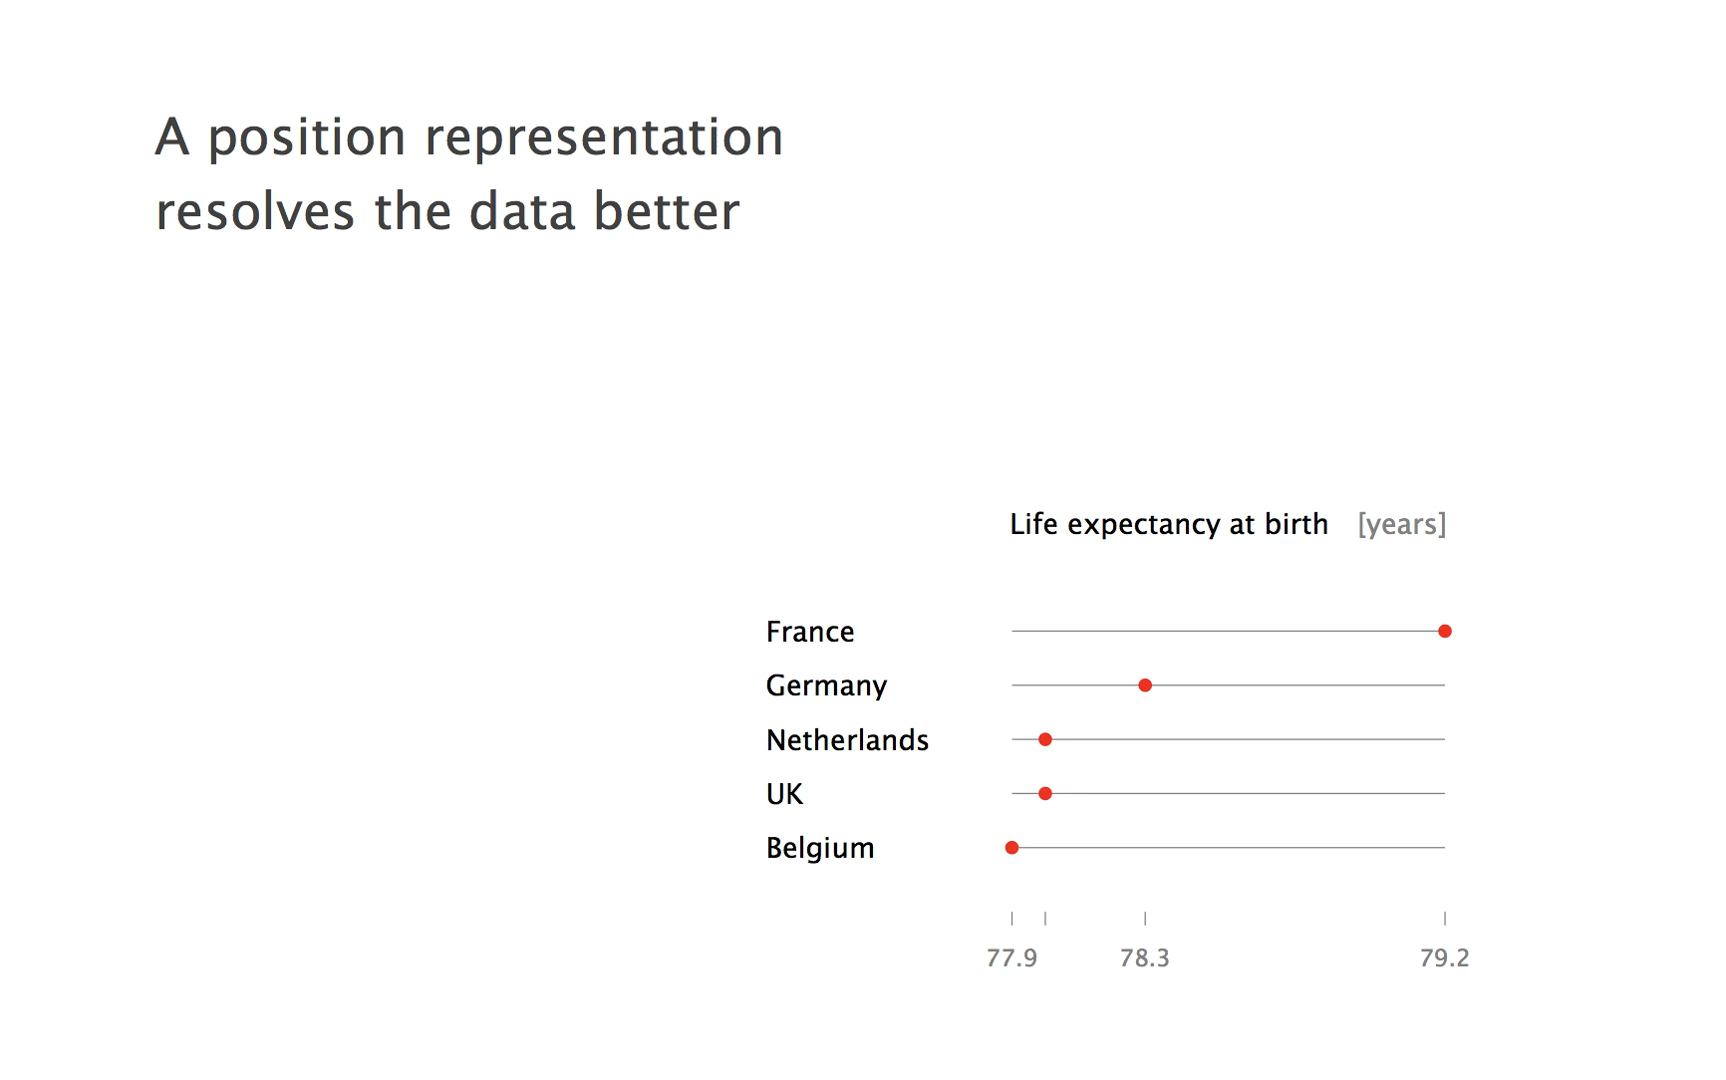 A position representation
resolves the data better
Life expectancy at birth [years]
France
Germany
Netherlands
UK
Belgium
77.9 78.3 79.2